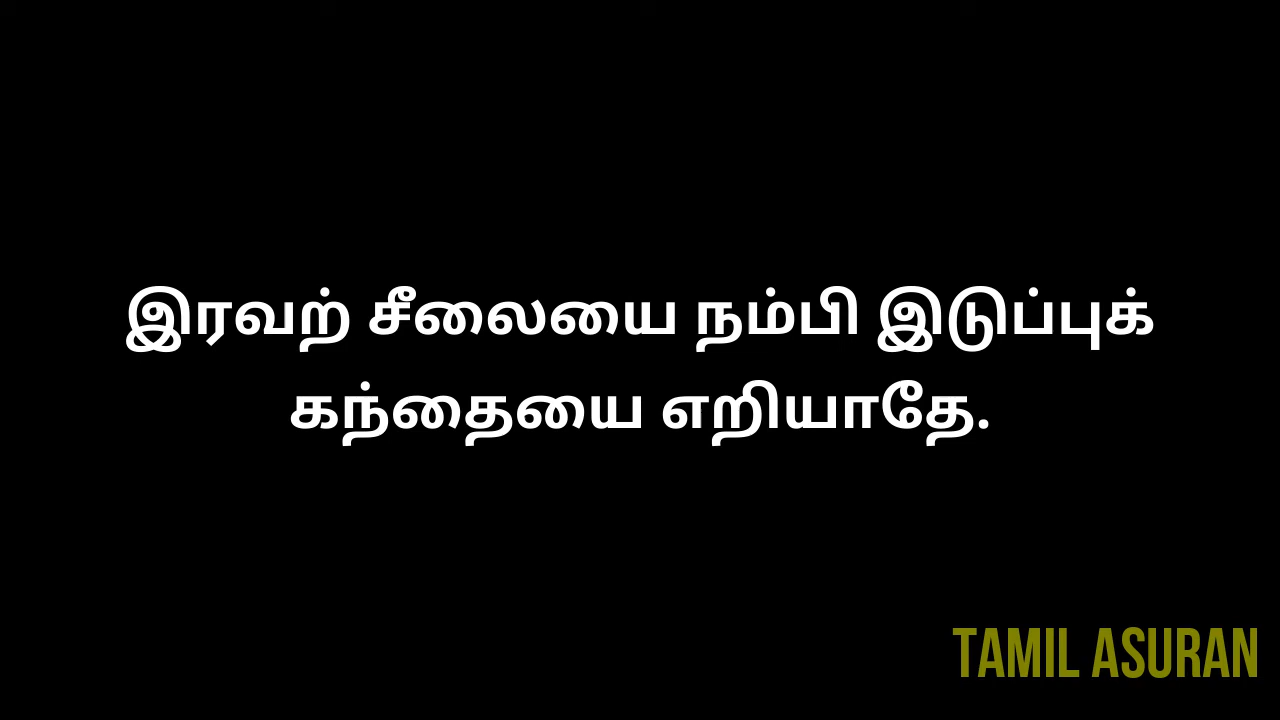 இரவற் சீலையை நம்பி இடுப்புக்
கந்தையை எறியாதே.
TAMIL ASURAN